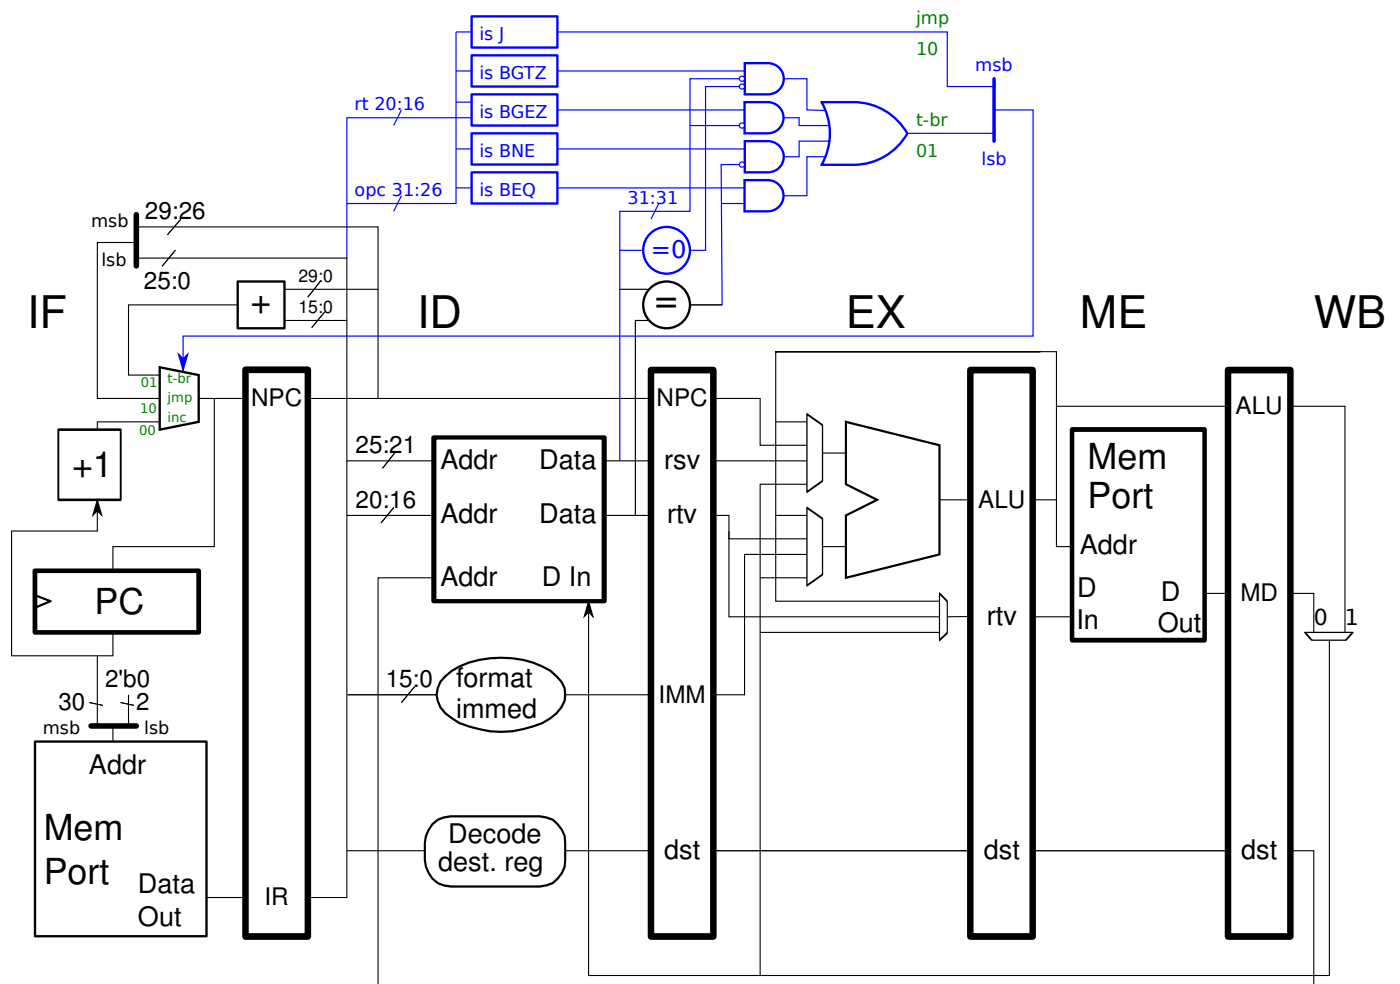 is J
jmp
10
is BGTZ
msb
rt 20:16
is BGEZ
t-br
01
is BNE
lsb
opc 31:26
is BEQ
31:31
msb
29:26
lsb
25:0
=0
29:0
+
15:0
=
IF
ID
EX
ME
WB
01
t-br
jmp
10
inc
00
NPC
NPC
ALU
+1
25:21
Addr
Data
rsv
Mem
Port
20:16
Addr
Data
rtv
ALU
Addr
Addr
D In
D
In
D
Out
MD
PC
rtv
0
1
2'b0
30
2
msb
lsb
15:0
format
immed
IMM
Addr
Mem
Port
Data
Out
Decode
dest. reg
dst
dst
dst
IR